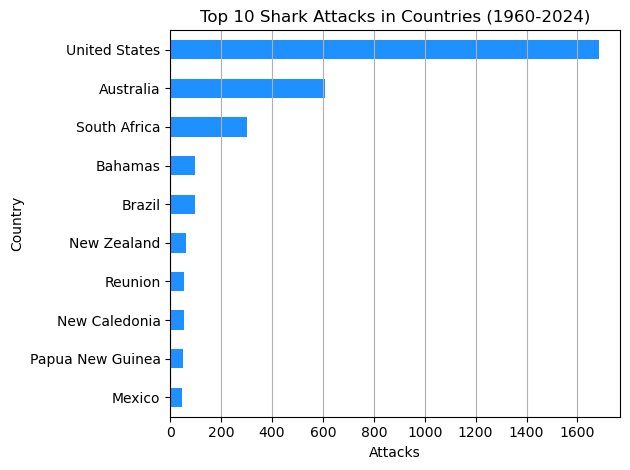 Top 10 Shark Attacks in Countries (1960-2024)
United States
Australia
South Africa
Bahamas
Brazil
New Zealand
Reunion
New Caledonia
Papua New Guinea
Mexico
Country
0 200 400 600 800 1000 1200 1400 1600
Attacks